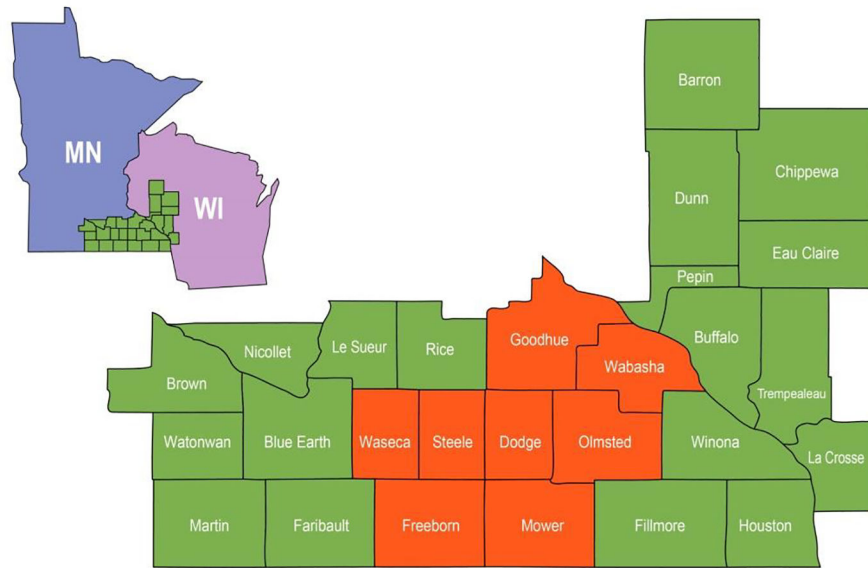 MN
WI
Barron
Chippewa
Dunn
Eau Claire
Pepin
Goodhue
Buffalo
Nicollet
Le Sueur
Rice
Wabasha
Brown
Trempealeau
Watonwan
Blue Earth
Waseca
Steele
Dodge
Olmsted
Winona
La Crosse
Martin
Faribault
Freeborn
Mower
Fillmore
Houston